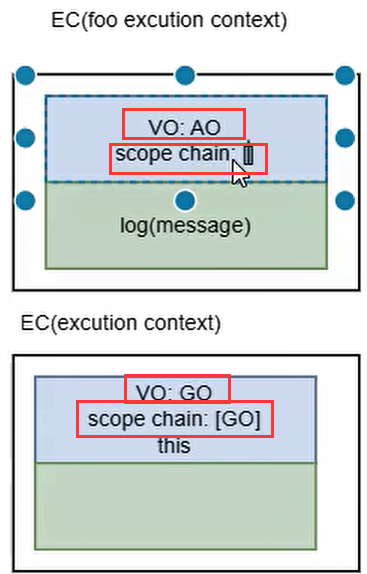 EC(foo excution context)
VO: AO
scope chain: []
log(message)
EC(excution context)
VO: GO
scope chain: [GO]
this